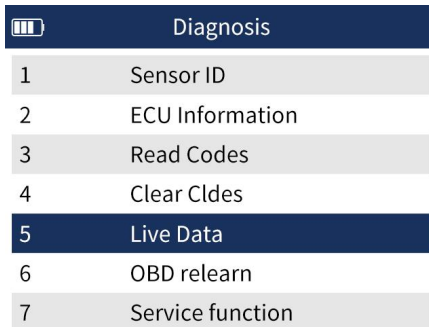 Diagnosis
1 Sensor ID
2 ECU Information
3 Read Codes
4 Clear Cldes
5 Live Data
6 OBD relearn
7 Service function